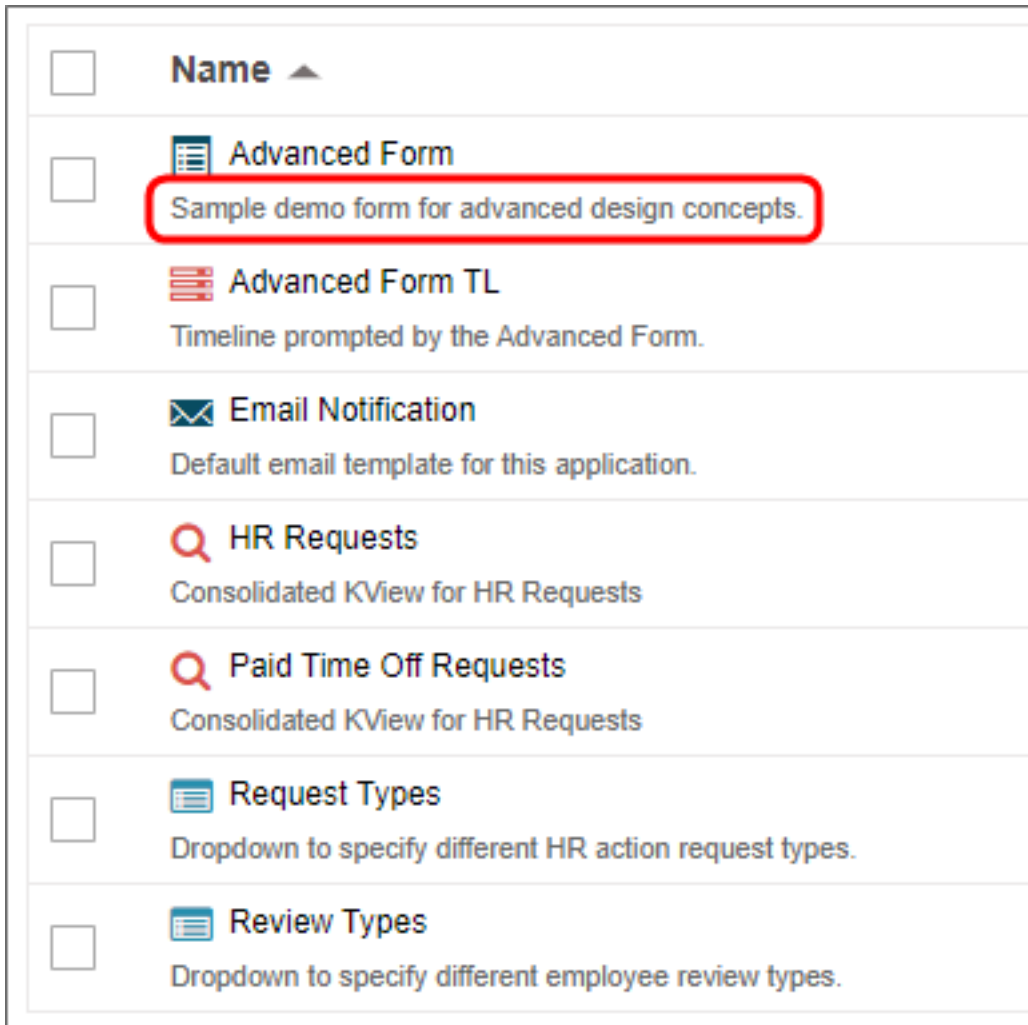 Name
Advanced Form
Sample demo form for advanced design concepts.
Advanced Form TL
Timeline prompted by the Advanced Form.
Email Notification
Default email template for this application.
HR Requests
Consolidated KView for HR Requests
Paid Time Off Requests
Consolidated KView for HR Requests
Request Types
Dropdown to specify different HR action request types.
Review Types
Dropdown to specify different employee review types.